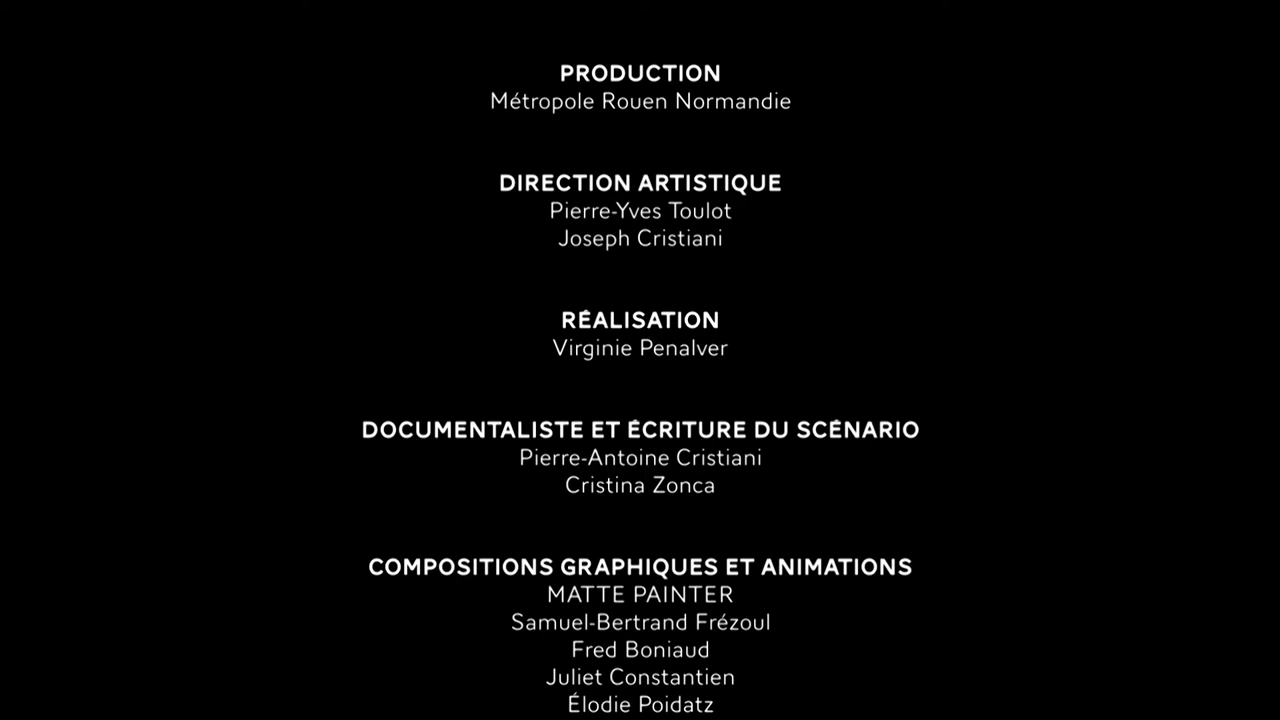 PRODUCTION
Métropole Rouen Normandie
DIRECTION ARTISTIQUE
Pierre-Yves Toulot
Joseph Cristiani
RÉALISATION
Virginie Penalver
DOCUMENTALISTE ET ÉCRITURE DU SCÉNARIO
Pierre-Antoine Cristiani
Cristina Zonca
COMPOSITIONS GRAPHIQUES ET ANIMATIONS
MATTE PAINTER
Samuel-Bertrand Frézoul
Fred Boniaud
Juliet Constantien
Élodie Poidatz